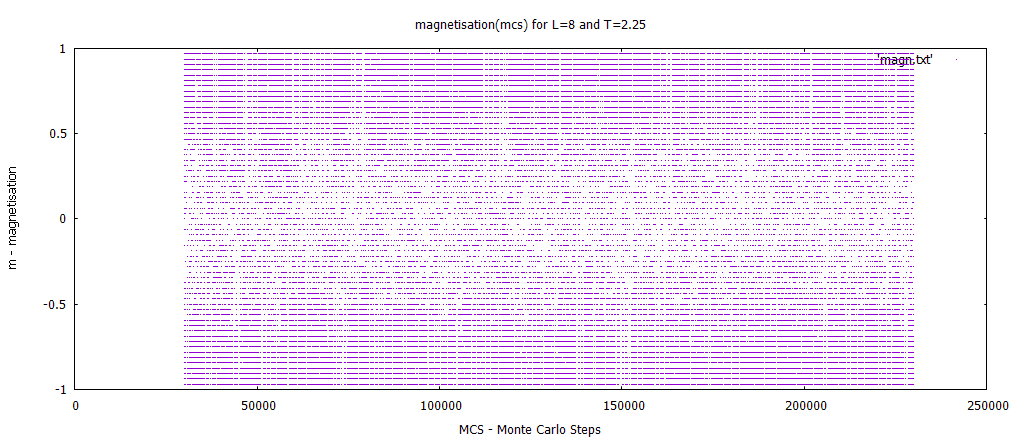 magnetisation(mcs) for L=8 and T=2.25
1
'magn.txt'
0.5
m - magnetisation
0
-0.5
-1
0 50000 100000 150000 200000 250000
MCS - Monte Carlo Steps